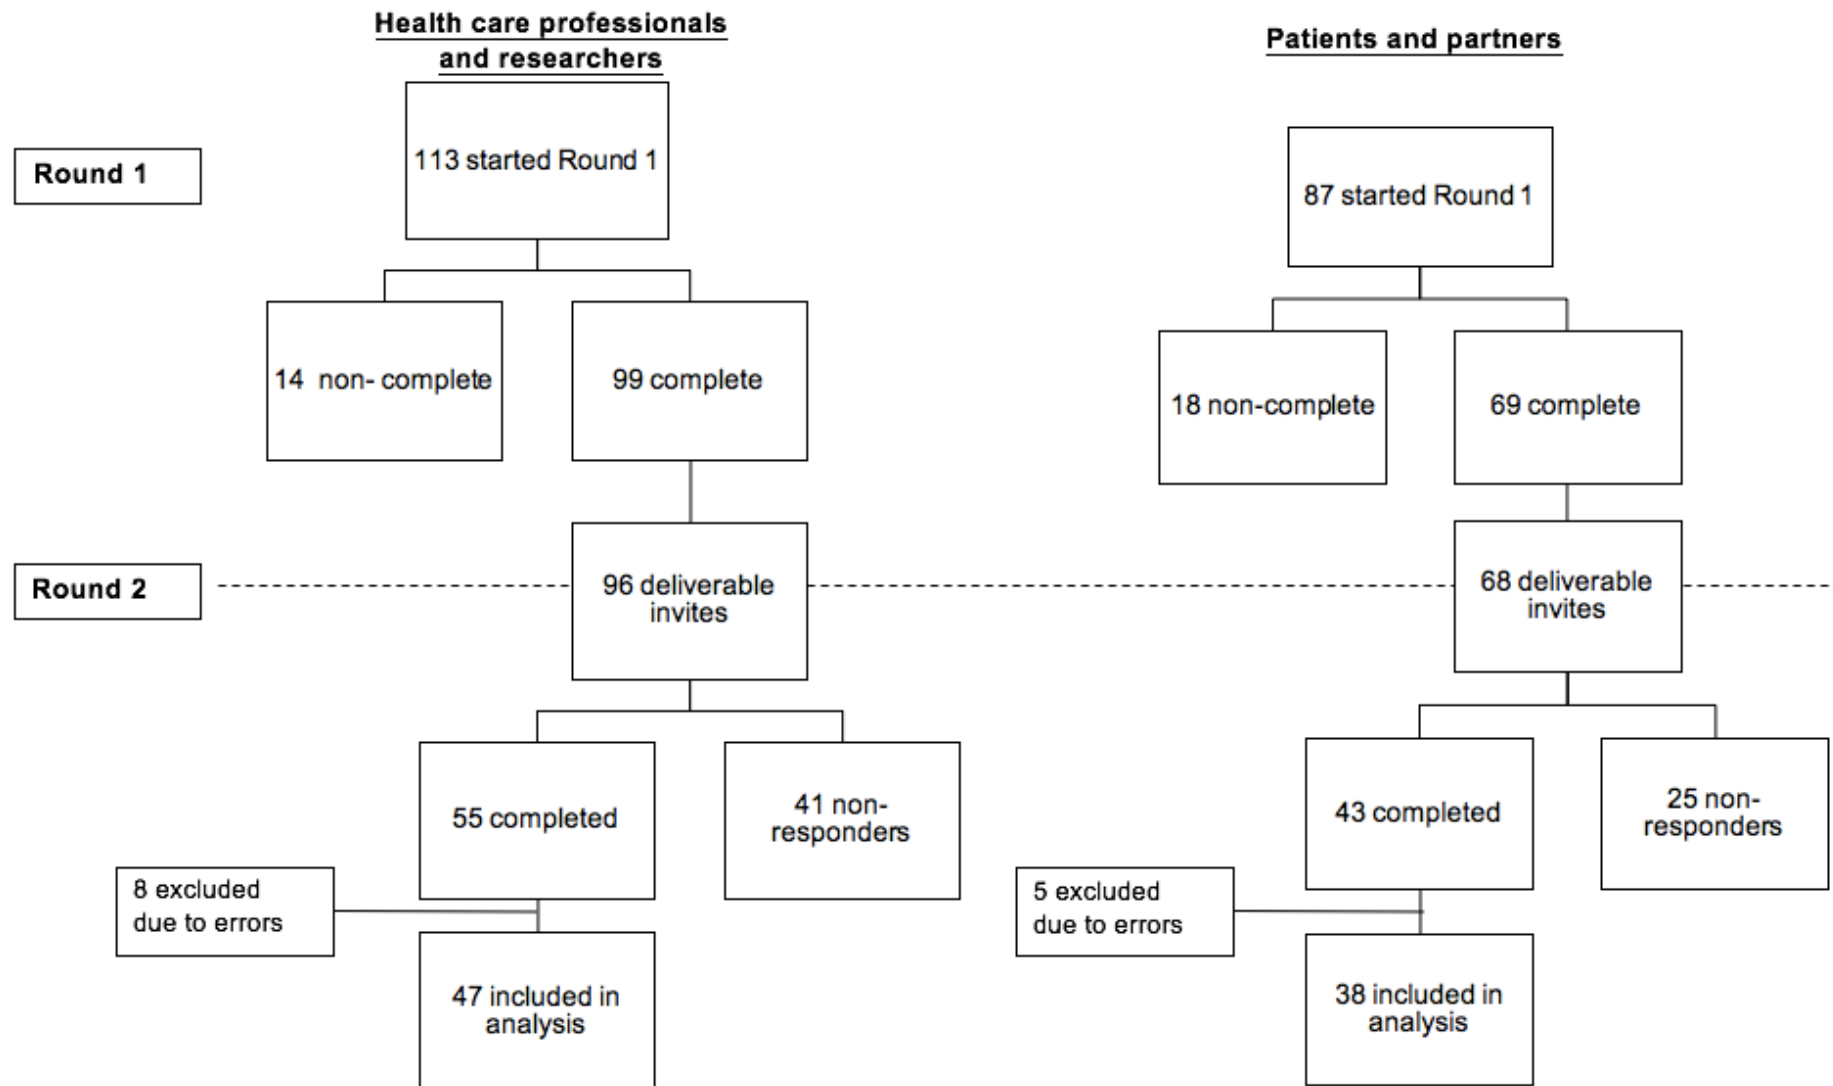 Health care professionals
and researchers
Patients and partners
Round 1
113 started Round 1
87 started Round 1
14 non- complete
99 complete
18 non-complete
69 complete
Round 2
96 deliverable
invites
68 deliverable
invites
55 completed
41 non-
responders
43 completed
25 non-
responders
8 excluded
due to errors
5 excluded
due to errors
47 included in
analysis
38 included in
analysis